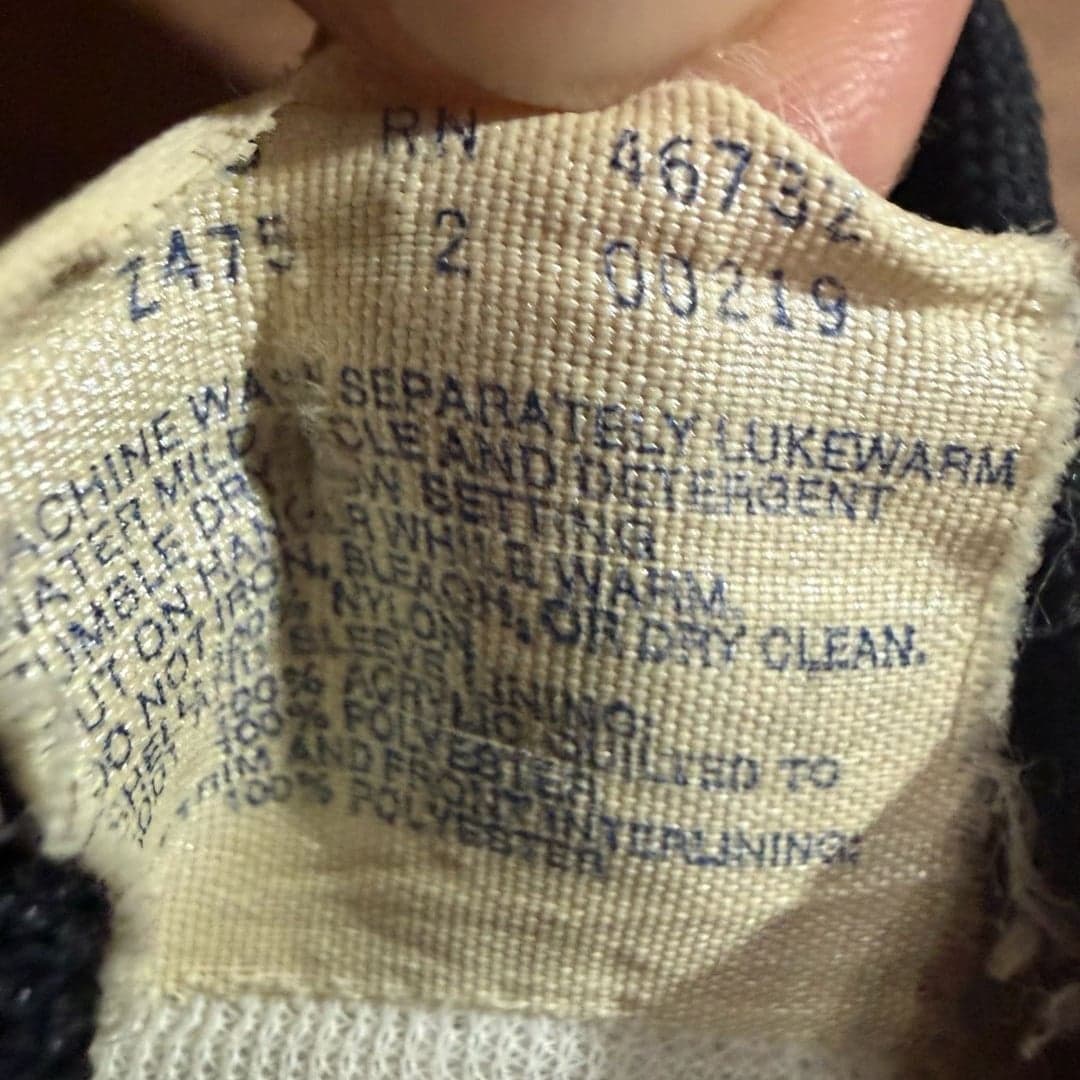 RN 46732
2475 2 00219
MACHINE WASH SEPARATELY LUKEWARM
WATER MILD CYCLE AND DETERGENT
TUMBLE DRY ON SETTING
PUT ON HANGER WHILE WARM.
DO NOT IRON, BLEACH, OR DRY CLEAN.
SHELL: NYLON
SLEEVE LINING:
100% ACRYLIC QUILTED TO
100% POLYESTER
TRIM AND FRONT INTERLINING:
100% POLYESTER